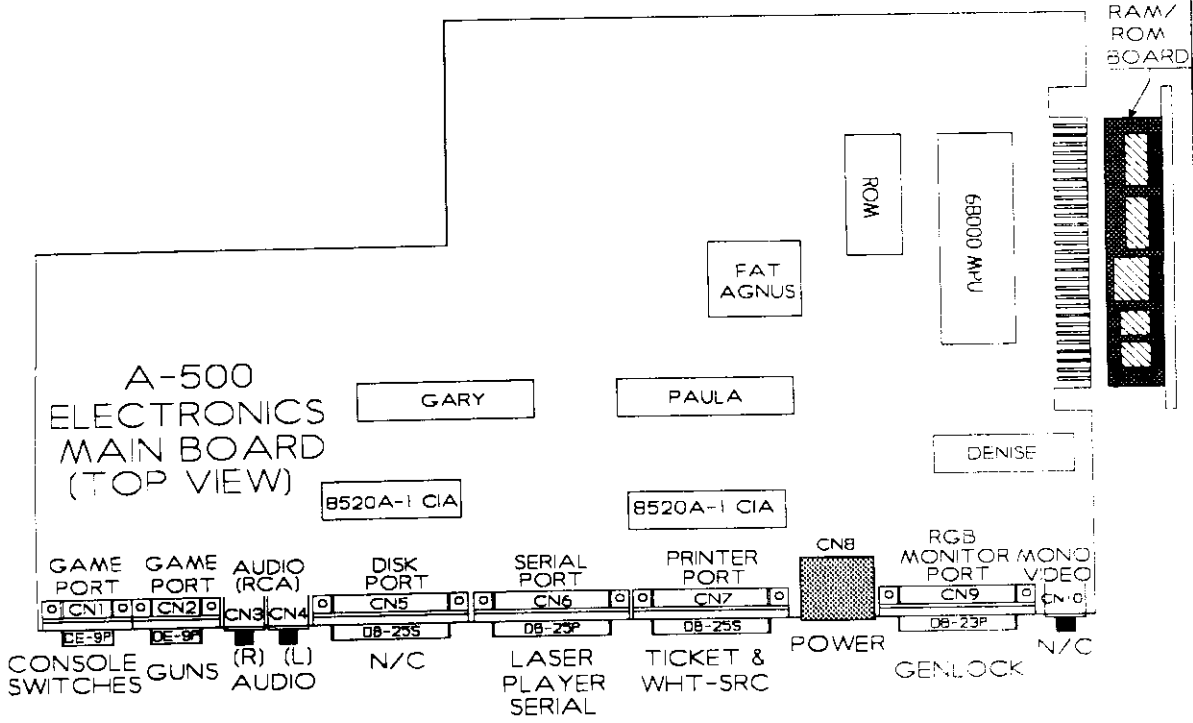 RAM/
ROM
BOARD
ROM
68000 MPU
FAT
AGNUS
A-500
ELECTRONICS
MAIN BOARD
(TOP VIEW)
GARY
PAULA
DENISE
8520A-1 CIA
8520A-1 CIA
GAME
PORT
CN1
DE-9P
CONSOLE
SWITCHES
GAME
PORT
CN2
DE-9P
GUNS
AUDIO
(RCA)
CN3
CN4
(R)
(L)
AUDIO
DISK
PORT
CN5
DB-25S
N/C
SERIAL
PORT
CN6
DB-25P
LASER
PLAYER
SERIAL
PRINTER
PORT
CN7
DB-25S
TICKET &
WHT-SRC
CN8
POWER
RGB
MONITOR
PORT
CN9
DB-23P
GENLOCK
MONO
VIDEO
CN10
N/C